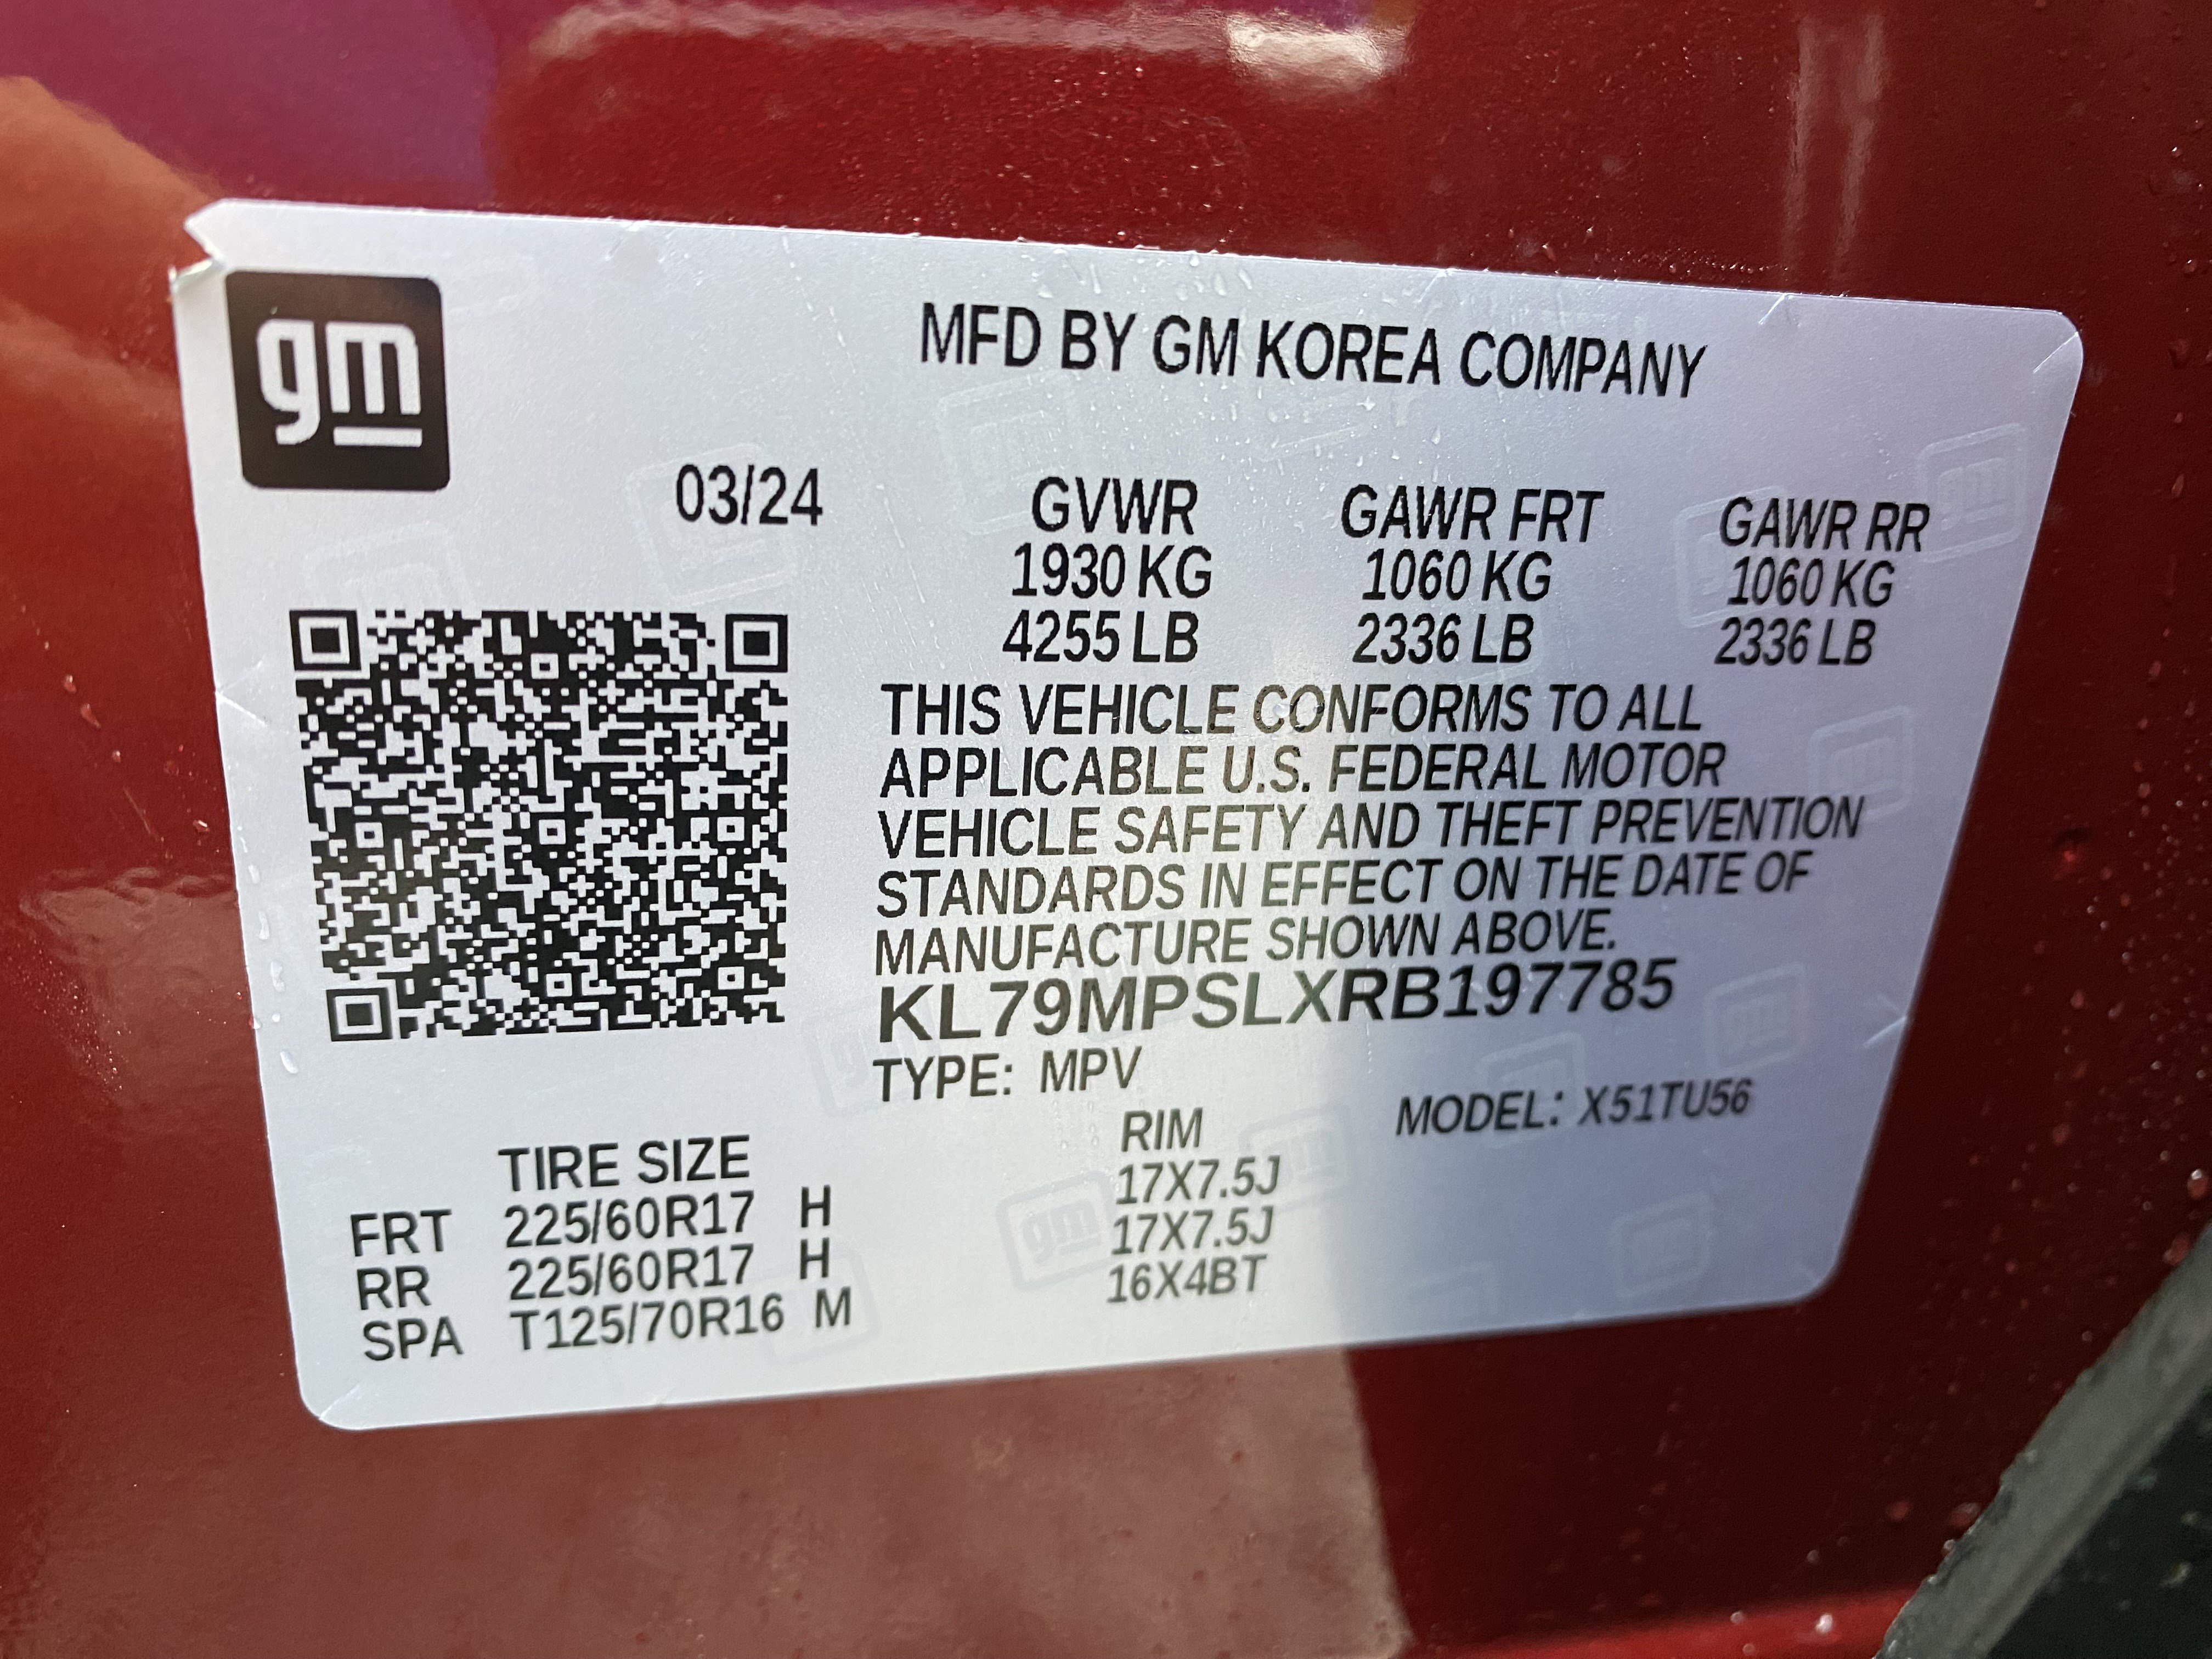 gm
MFD BY GM KOREA COMPANY
03/24
GVWR GAWR FRT GAWR RR
1930 KG 1060 KG 1060 KG
4255 LB 2336 LB 2336 LB
THIS VEHICLE CONFORMS TO ALL
APPLICABLE U.S. FEDERAL MOTOR
VEHICLE SAFETY AND THEFT PREVENTION
STANDARDS IN EFFECT ON THE DATE OF
MANUFACTURE SHOWN ABOVE.
KL79MPSLXRB197785
TYPE: MPV MODEL: X51TU56
TIRE SIZE RIM
FRT 225/60R17 H 17X7.5J
RR 225/60R17 H 17X7.5J
SPA T125/70R16 M 16X4BT